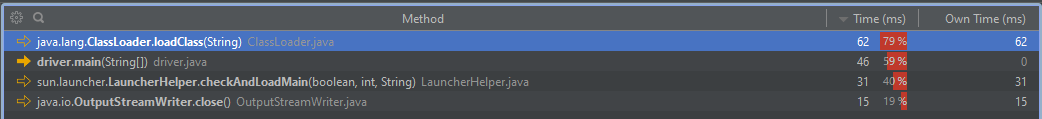 Method Time (ms) Own Time (ms)
java.lang.ClassLoader.loadClass(String) ClassLoader.java 62 79 % 62
driver.main(String[]) driver.java 46 59 % 0
sun.launcher.LauncherHelper.checkAndLoadMain(boolean, int, String) LauncherHelper.java 31 40 % 31
java.io.OutputStreamWriter.close() OutputStreamWriter.java 15 19 % 15